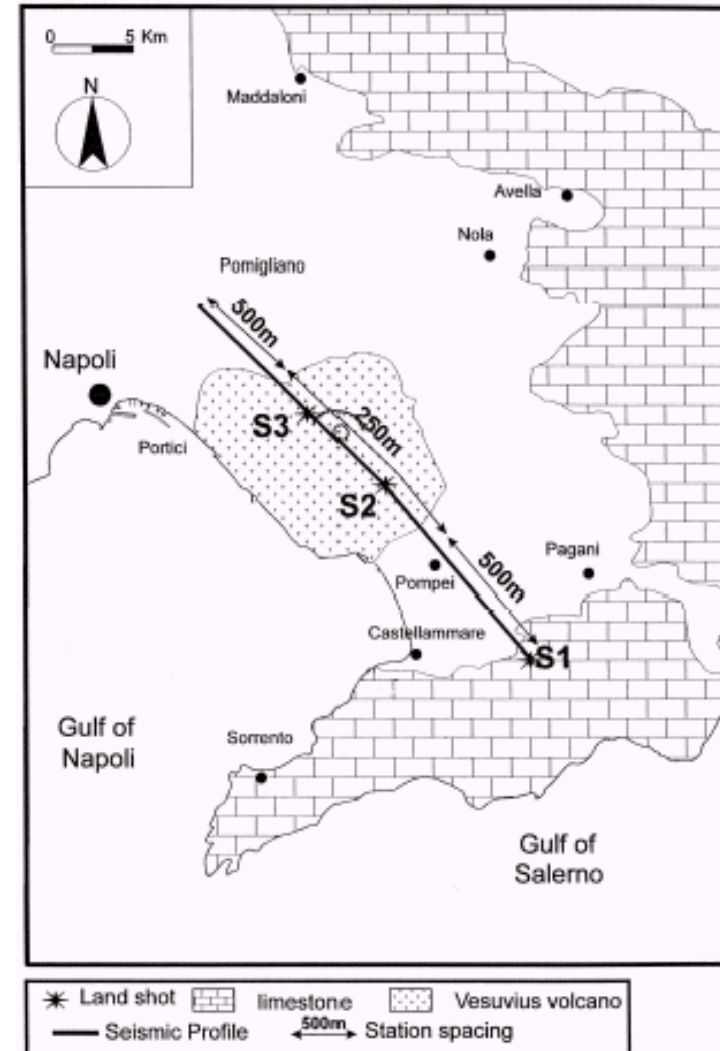 0 5 Km
N
Maddaloni
Avella
Nola
Pomigliano
500m
Napoli
S3
250m
Portici
S2
500m
Pagani
Pompei
Castellammare
S1
Gulf of
Napoli
Sorrento
Gulf of
Salerno
Land shot limestone Vesuvius volcano
Seismic Profile 500m Station spacing